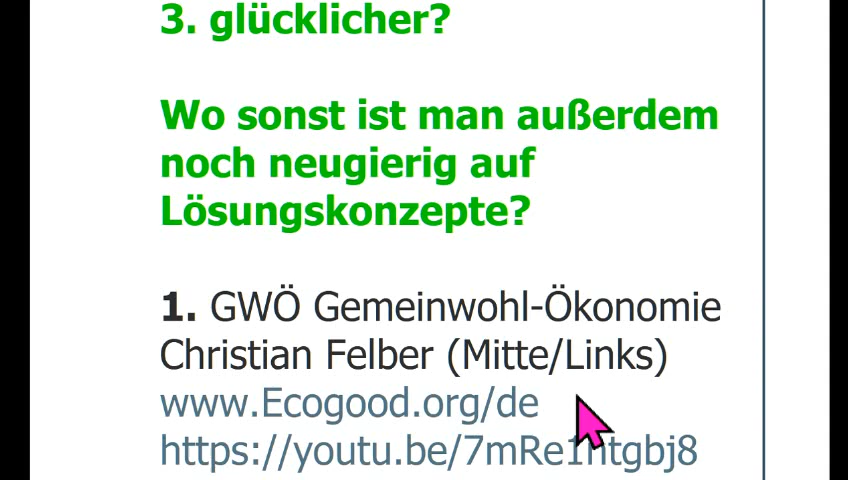 3. glücklicher?
Wo sonst ist man außerdem
noch neugierig auf
Lösungskonzepte?
1. GWÖ Gemeinwohl-Ökonomie
Christian Felber (Mitte/Links)
www.Ecogood.org/de